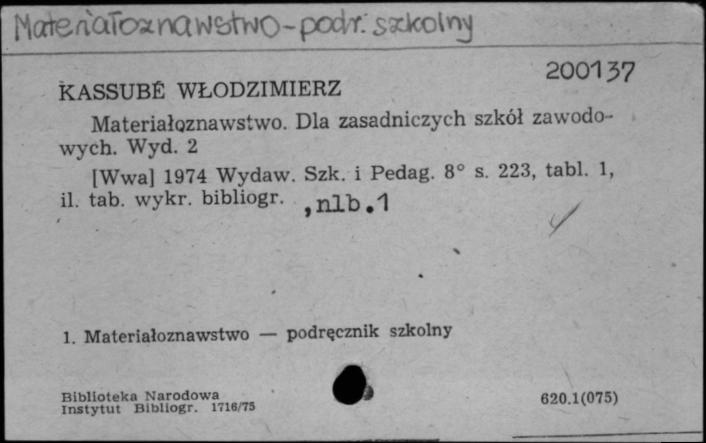 Materiałoznawstwo - podr. szkolny
200137
KASSUBÉ WŁODZIMIERZ
Materiałoznawstwo. Dla zasadniczych szkół zawodo-
wych. Wyd. 2
[Wwa] 1974 Wydaw. Szk. i Pedag. 8° s. 223, tabl. 1,
il. tab. wykr. bibliogr. , nlb. 1
1. Materiałoznawstwo — podręcznik szkolny
Biblioteka Narodowa
Instytut Bibliogr. 1716/75
620.1(075)